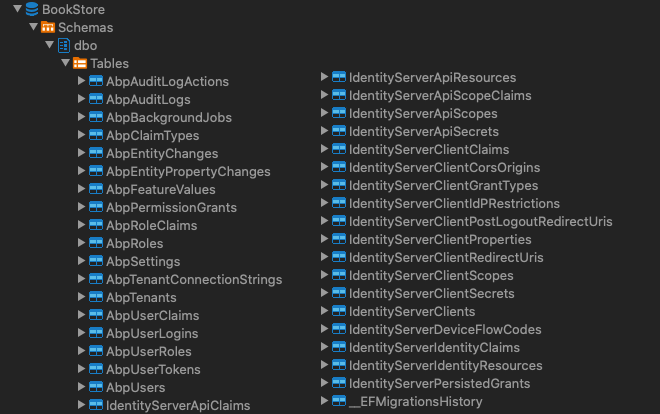 BookStore
Schemas
dbo
Tables
AbpAuditLogActions
AbpAuditLogs
AbpBackgroundJobs
AbpClaimTypes
AbpEntityChanges
AbpEntityPropertyChanges
AbpFeatureValues
AbpPermissionGrants
AbpRoleClaims
AbpRoles
AbpSettings
AbpTenantConnectionStrings
AbpTenants
AbpUserClaims
AbpUserLogins
AbpUserRoles
AbpUserTokens
AbpUsers
IdentityServerApiClaims
IdentityServerApiResources
IdentityServerApiScopeClaims
IdentityServerApiScopes
IdentityServerApiSecrets
IdentityServerClientClaims
IdentityServerClientCorsOrigins
IdentityServerClientGrantTypes
IdentityServerClientIdPRestrictions
IdentityServerClientPostLogoutRedirectUris
IdentityServerClientProperties
IdentityServerClientRedirectUris
IdentityServerClientScopes
IdentityServerClientSecrets
IdentityServerClients
IdentityServerDeviceFlowCodes
IdentityServerIdentityClaims
IdentityServerIdentityResources
IdentityServerPersistedGrants
__EFMigrationsHistory